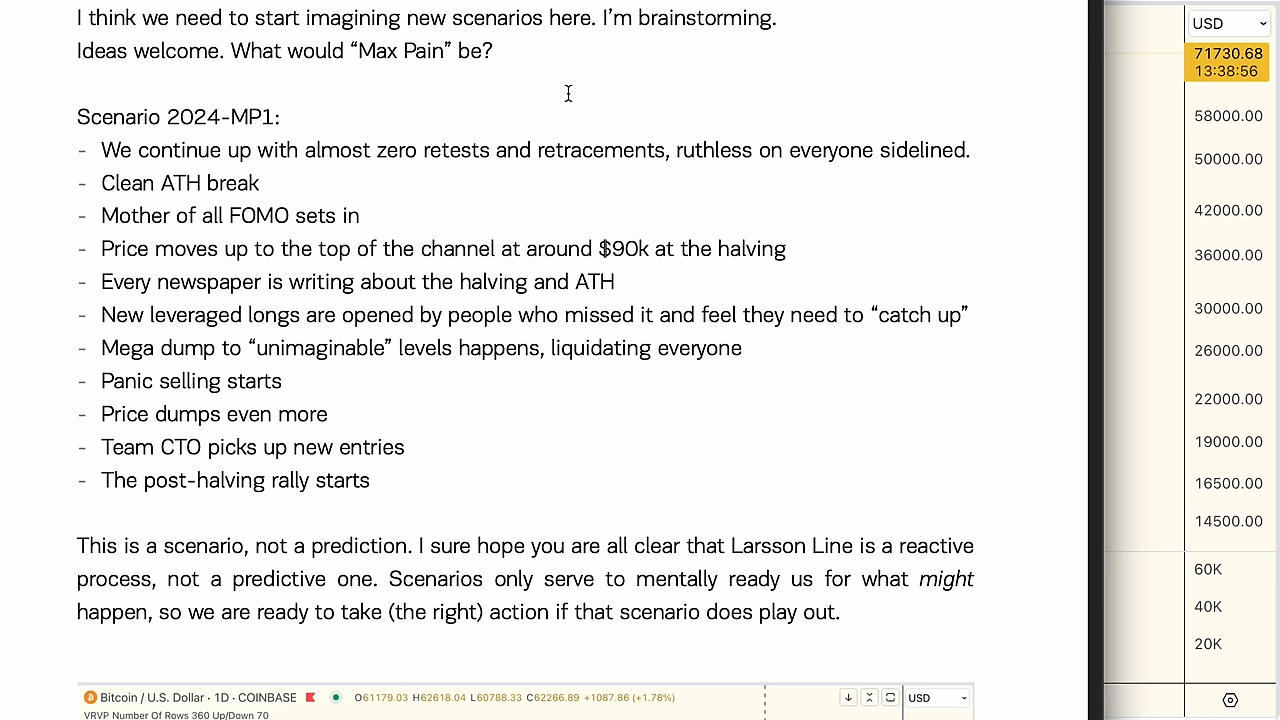 I think we need to start imagining new scenarios here. I’m brainstorming.
Ideas welcome. What would “Max Pain” be?
Scenario 2024-MP1:
- We continue up with almost zero retests and retracements, ruthless on everyone sidelined.
- Clean ATH break
- Mother of all FOMO sets in
- Price moves up to the top of the channel at around $90k at the halving
- Every newspaper is writing about the halving and ATH
- New leveraged longs are opened by people who missed it and feel they need to “catch up”
- Mega dump to “unimaginable” levels happens, liquidating everyone
- Panic selling starts
- Price dumps even more
- Team CTO picks up new entries
- The post-halving rally starts
This is a scenario, not a prediction. I sure hope you are all clear that Larsson Line is a reactive
process, not a predictive one. Scenarios only serve to mentally ready us for what might
happen, so we are ready to take (the right) action if that scenario does play out.
Bitcoin / U.S. Dollar · 1D · COINBASE O61179.03 H62618.04 L60788.33 C62266.89 +1087.86 (+1.78%)
USD
VRVP Number Of Rows 360 Up/Down 70
USD
71730.68
13:38:56
58000.00
50000.00
42000.00
36000.00
30000.00
26000.00
22000.00
19000.00
16500.00
14500.00
60K
40K
20K